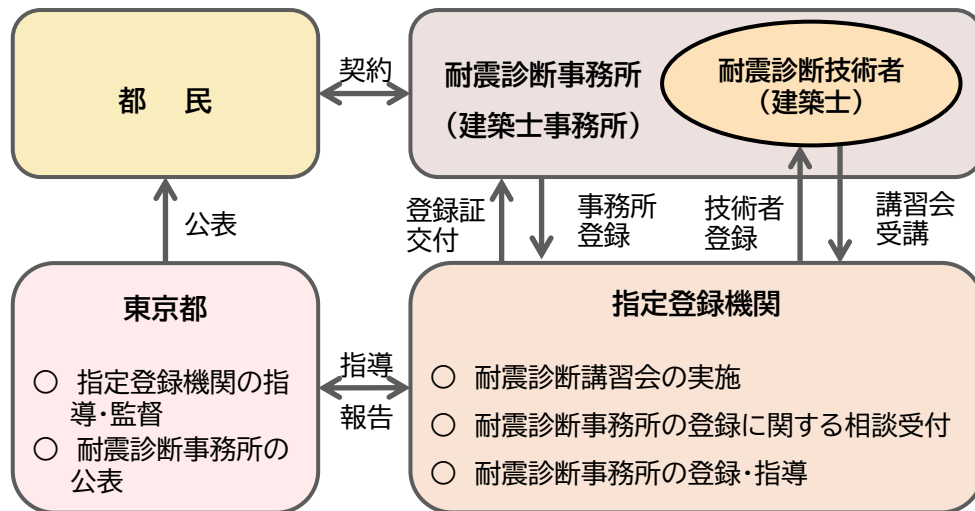 都　民
契約
耐震診断事務所
（建築士事務所）
耐震診断技術者
（建築士）
公表
登録証
交付
事務所
登録
技術者
登録
講習会
受講
東京都
○ 指定登録機関の指
導・監督
○ 耐震診断事務所の
公表
指導
報告
指定登録機関
○ 耐震診断講習会の実施
○ 耐震診断事務所の登録に関する相談受付
○ 耐震診断事務所の登録・指導